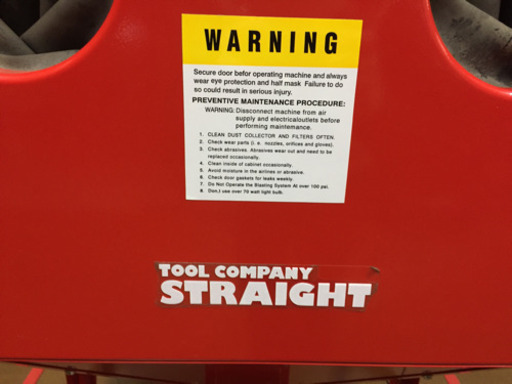 WARNING
Secure door befor operating machine and always
wear eye protection and half mask Failure to do
so could result in serious injury.
PREVENTIVE MAINTENANCE PROCEDURE:
WARNING: Dissconnect machine from air
supply and electricaloutlets before
performing maintenance.
1. CLEAN DUST COLLECTOR AND FILTERS OFTEN.
2. Check wear parts (i. e. nozzles, orifices and gloves).
3. Check abrasives. Abrasives wear out and need to be
replaced occasionally.
4. Clean inside of cabinet occasionally.
5. Avoid moisture in the airlines or abrasive.
6. Check door gaskets for leaks weekly.
7. Do Not Operate the Blasting System At over 100 psi.
8. Don,t use over 70 watt light bulb.
TOOL COMPANY
STRAIGHT